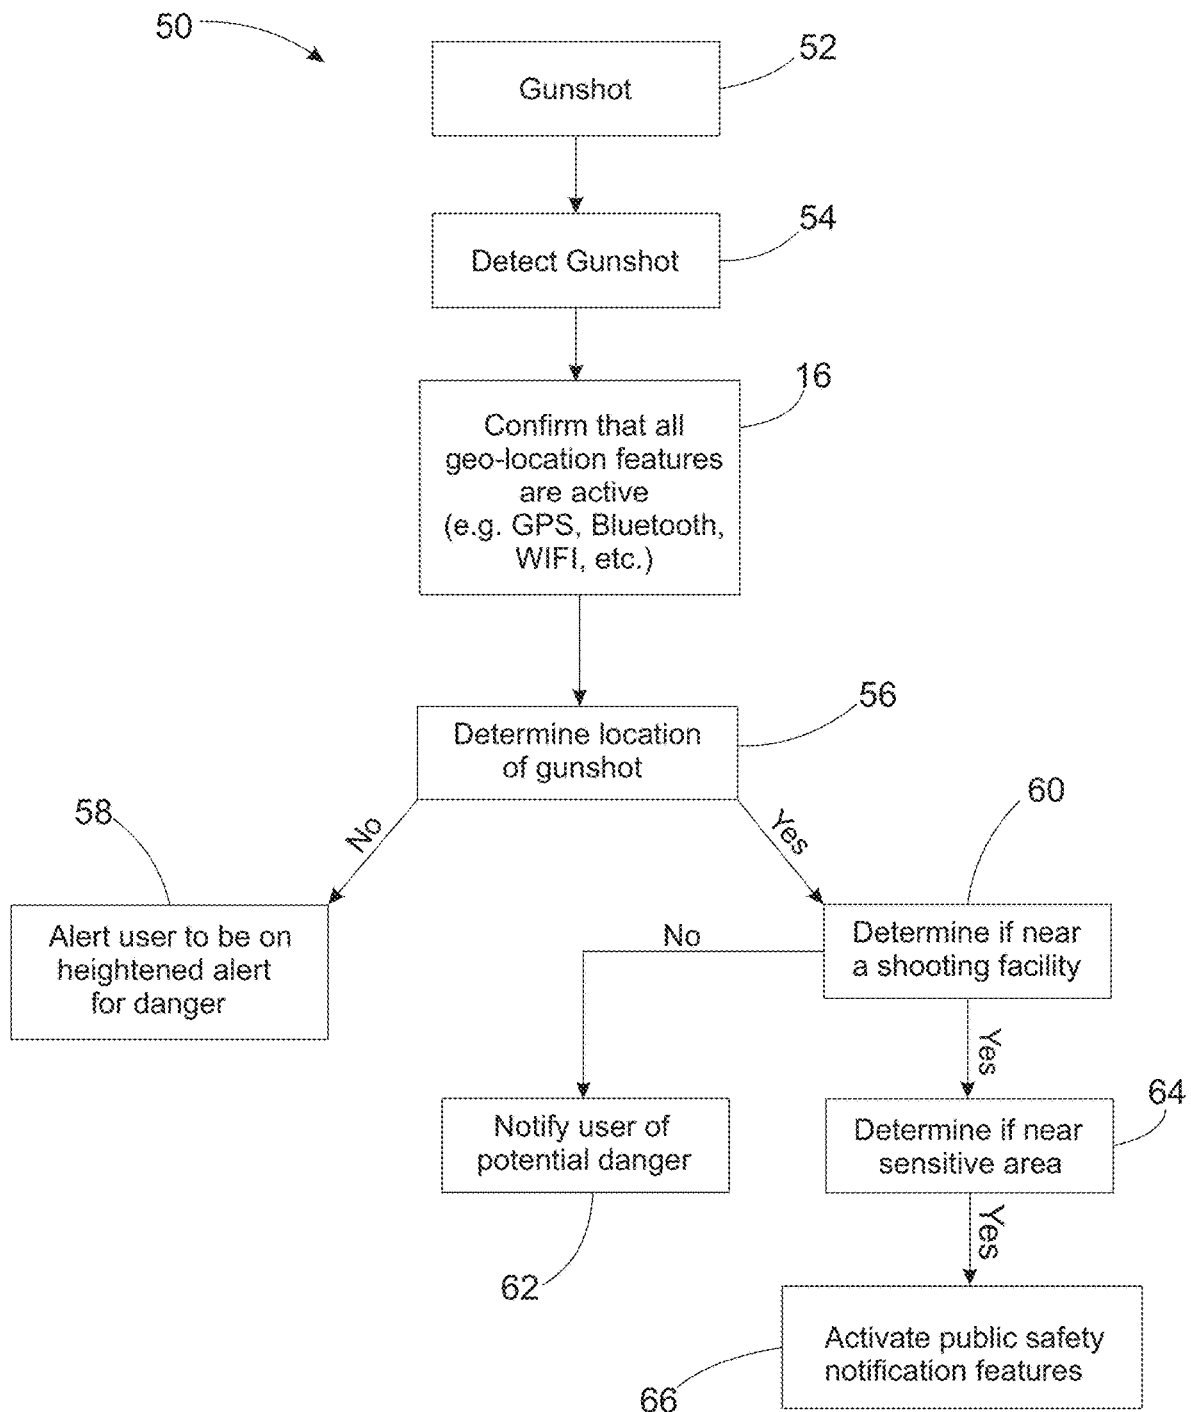 50
52
Gunshot
54
Detect Gunshot
16
Confirm that all
geo-location features
are active
(e.g. GPS, Bluetooth,
WIFI, etc.)
56
Determine location
of gunshot
58
No
Yes
60
Alert user to be on
heightened alert
for danger
No
Determine if near
a shooting facility
Yes
64
Notify user of
potential danger
Determine if near
sensitive area
62
Yes
Activate public safety
notification features
66